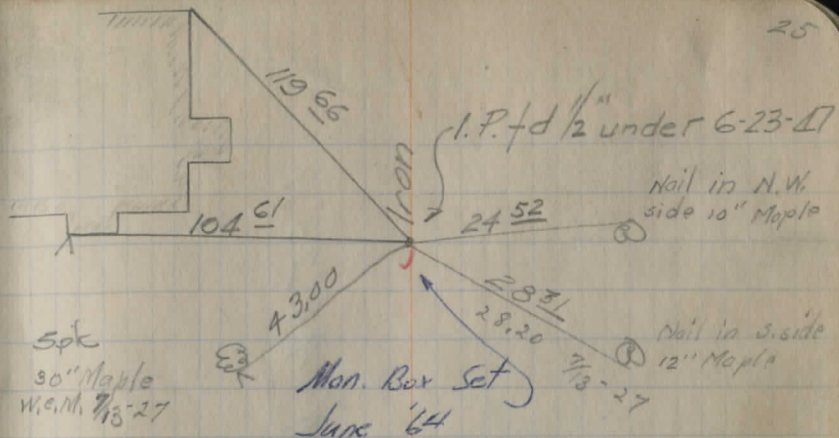 25
119 66
Iron
I.P. fd 1/2" under 6-23-47
Nail in N.W.
side 10" Maple
104 61
24 52
43.00
28 31
28.20
7/13-27
Nail in S. side
12" Maple
Spk
30" Maple
W.E.M. 7/13-27
Mon. Box Set
June '64